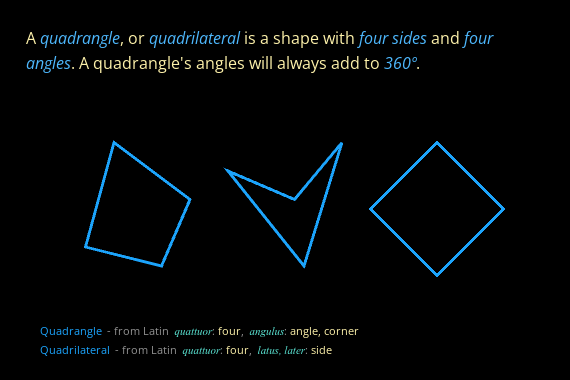 A quadrangle, or quadrilateral is a shape with four sides and four
angles. A quadrangle's angles will always add to 360º.
Quadrangle - from Latin quattuor: four, angulus: angle, corner
Quadrilateral - from Latin quattuor: four, latus, later: side